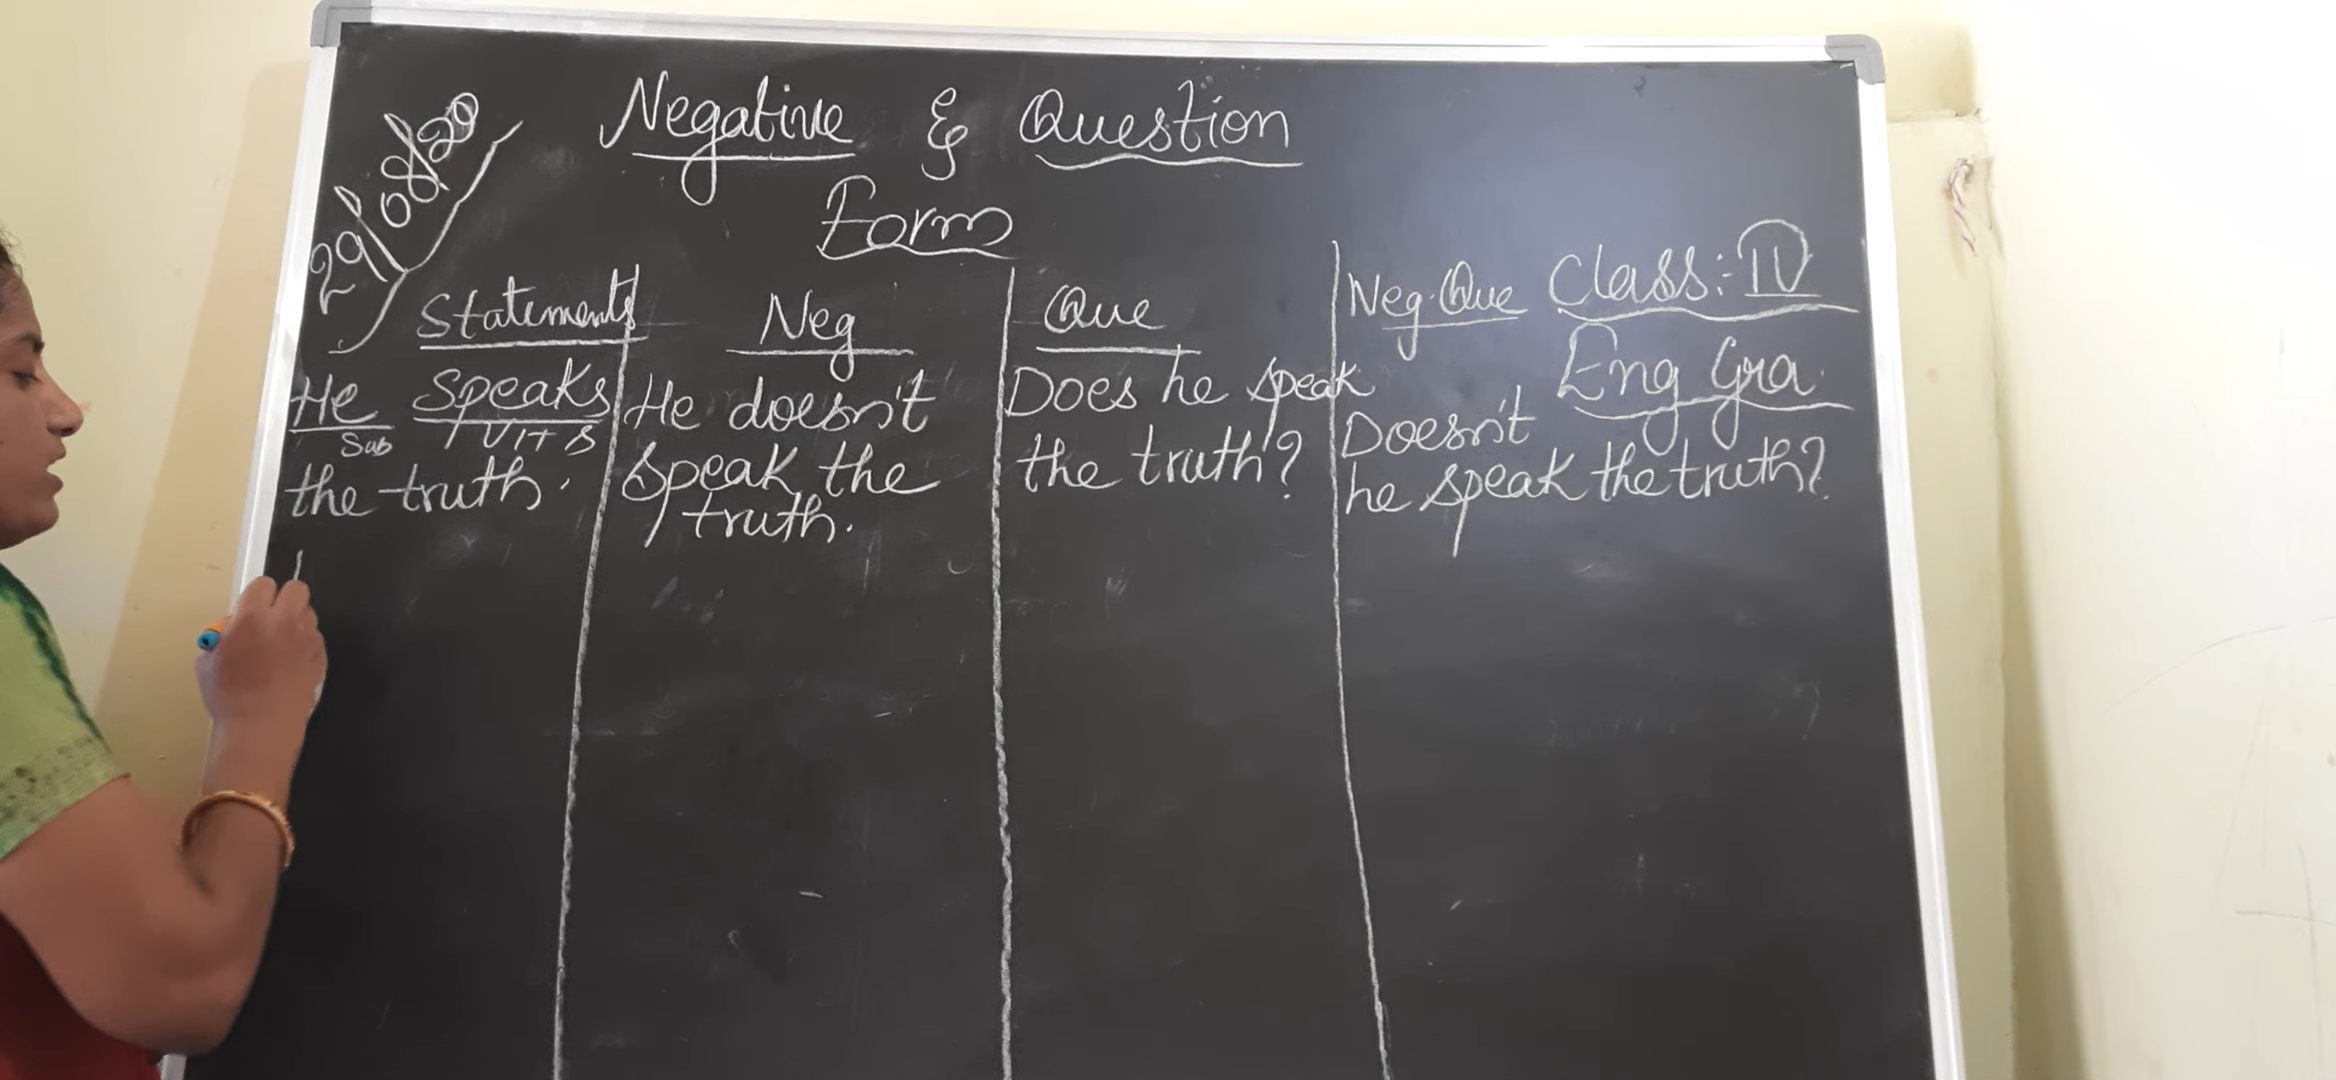 29/08/20
Negative & Question
Form
Class:- IV
Eng Gra.
Statements
He Speaks
Sub V1+S
the truth.
Neg
He doesn't
speak the
truth.
Que
Does he speak
the truth?
Neg. Que
Doesn't
he speak the truth?